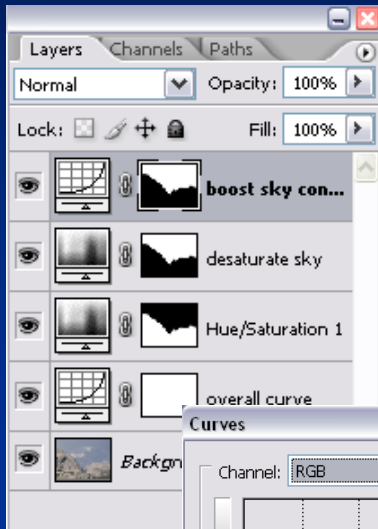 Layers Channels Paths
Normal Opacity: 100%
Lock: Fill: 100%
boost sky con...
desaturate sky
Hue/Saturation 1
overall curve
Curves
Channel: RGB